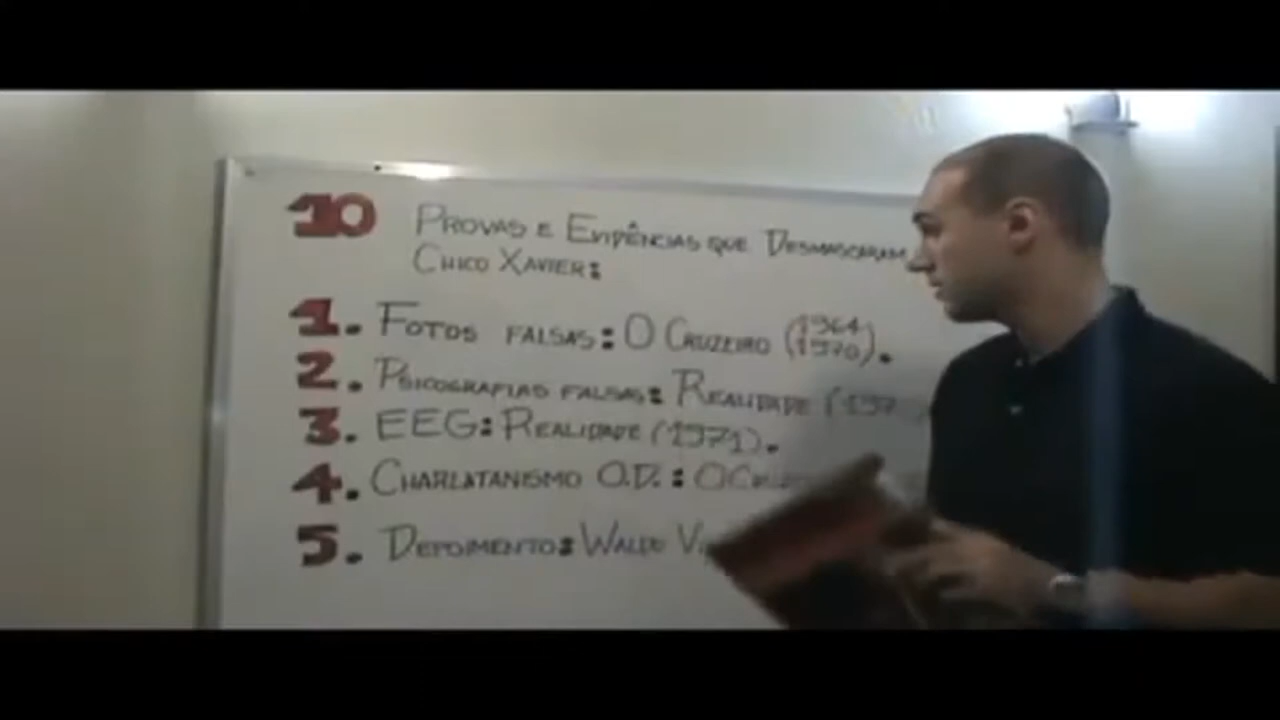 10 PROVAS E EVIDÊNCIAS QUE DESMASCARAM
CHICO XAVIER:
1. FOTOS FALSAS: O CRUZEIRO (1964
1970).
2. PSICOGRAFIAS FALSAS: REALIDADE
3. EEG: REALIDADE (1971).
4. CHARLATANISMO O.D.: O
5. DEPOIMENTO: WALDO